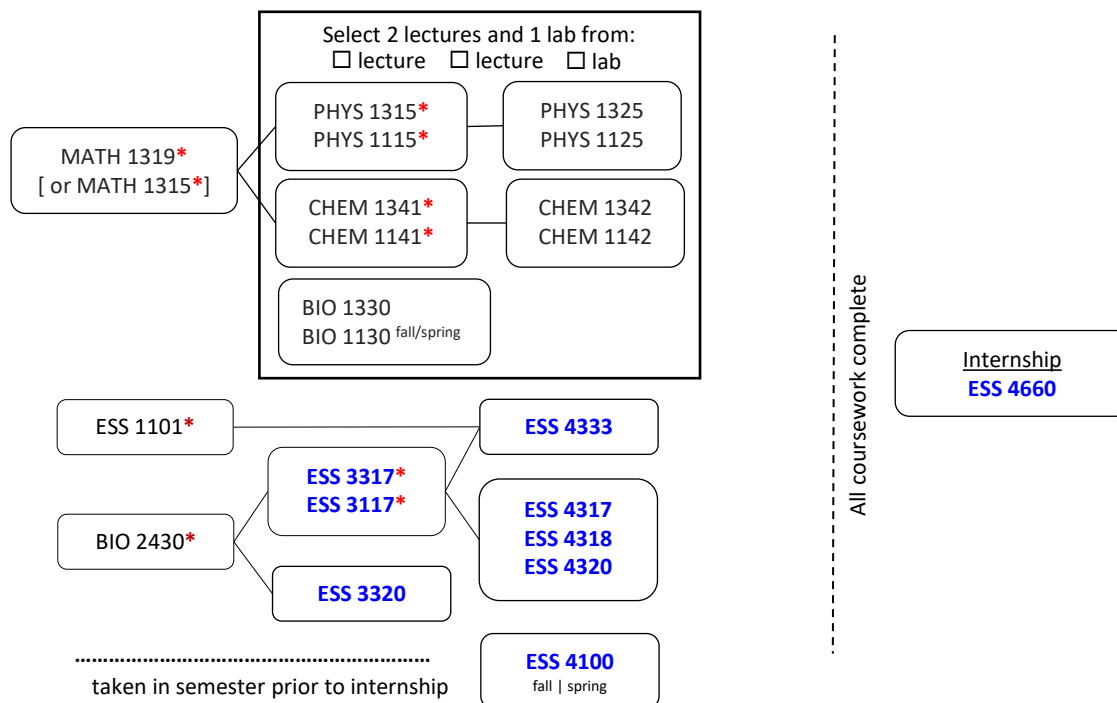 Select 2 lectures and 1 lab from:
☐ lecture ☐ lecture ☐ lab
MATH 1319*
[ or MATH 1315*]
PHYS 1315*
PHYS 1115*
PHYS 1325
PHYS 1125
CHEM 1341*
CHEM 1141*
CHEM 1342
CHEM 1142
BIO 1330
BIO 1130 fall/spring
ESS 1101*
ESS 4333
ESS 3317*
ESS 3117*
BIO 2430*
ESS 4317
ESS 4318
ESS 4320
ESS 3320
taken in semester prior to internship
ESS 4100
fall | spring
All coursework complete
Internship
ESS 4660